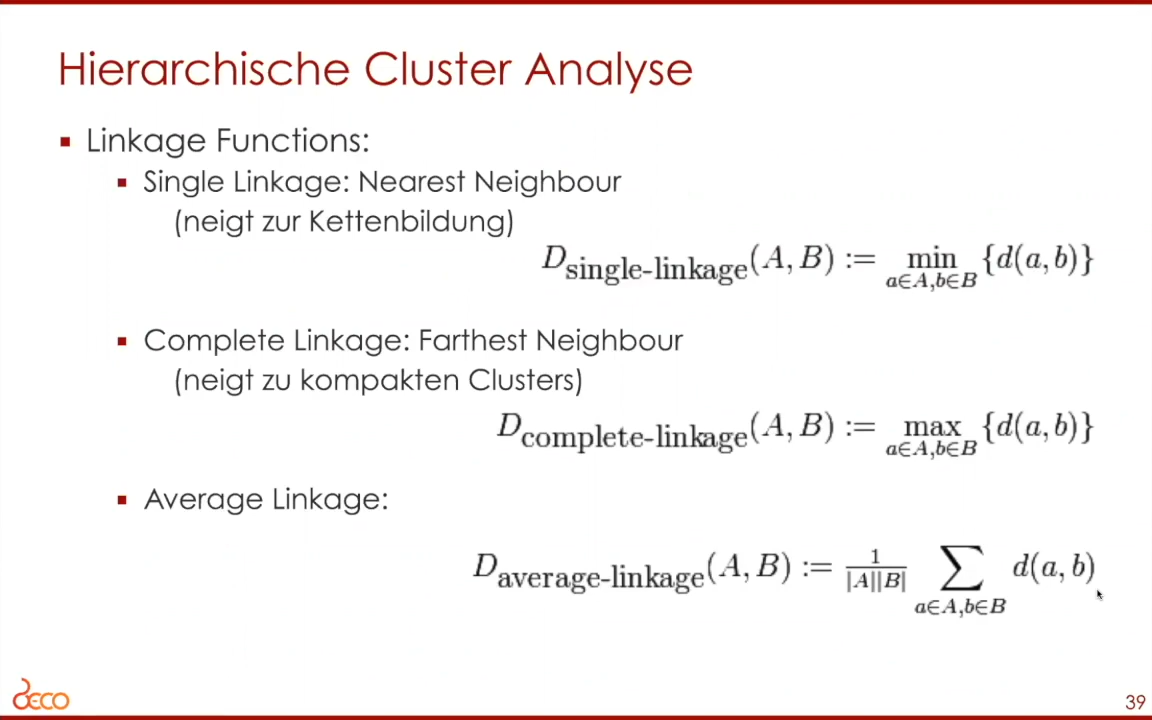 Hierarchische Cluster Analyse
▪ Linkage Functions:
▪ Single Linkage: Nearest Neighbour
(neigt zur Kettenbildung)
D_single-linkage(A, B) := min_{a∈A,b∈B} {d(a, b)}
▪ Complete Linkage: Farthest Neighbour
(neigt zu kompakten Clusters)
D_complete-linkage(A, B) := max_{a∈A,b∈B} {d(a, b)}
▪ Average Linkage:
D_average-linkage(A, B) := 1/|A||B| ∑_{a∈A,b∈B} d(a, b)
DECO
39